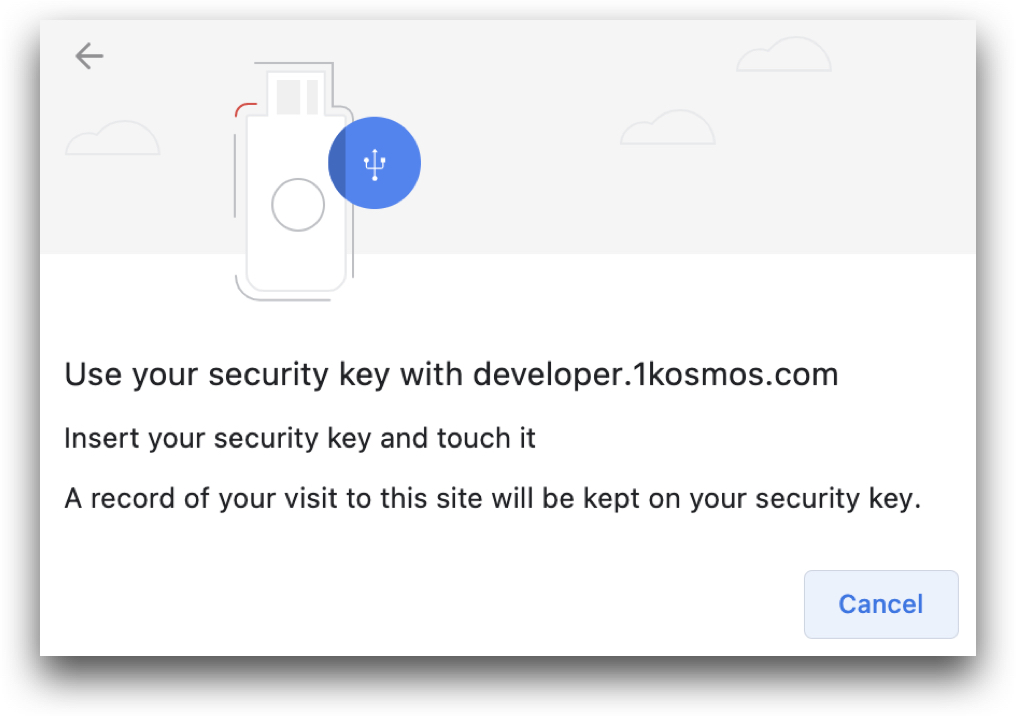 Use your security key with developer.1kosmos.com
Insert your security key and touch it
A record of your visit to this site will be kept on your security key.
Cancel